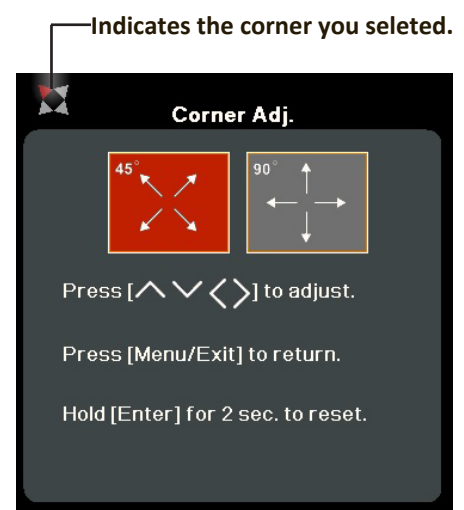 Indicates the corner you seleted.
Corner Adj.
45° 90°
Press [∧ ∨ < >] to adjust.
Press [Menu/Exit] to return.
Hold [Enter] for 2 sec. to reset.